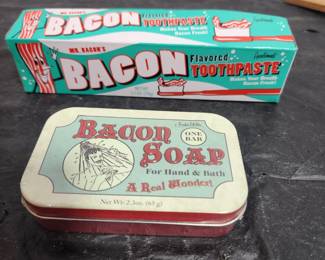 MR. BACON'S
BACON
Flavored
TOOTHPASTE
Makes Your Breath
Bacon Fresh!
BACON
SOAP
ONE
BAR
For Hand & Bath
A Real Wonder!
Net Wt: 2.3oz. (65 g)